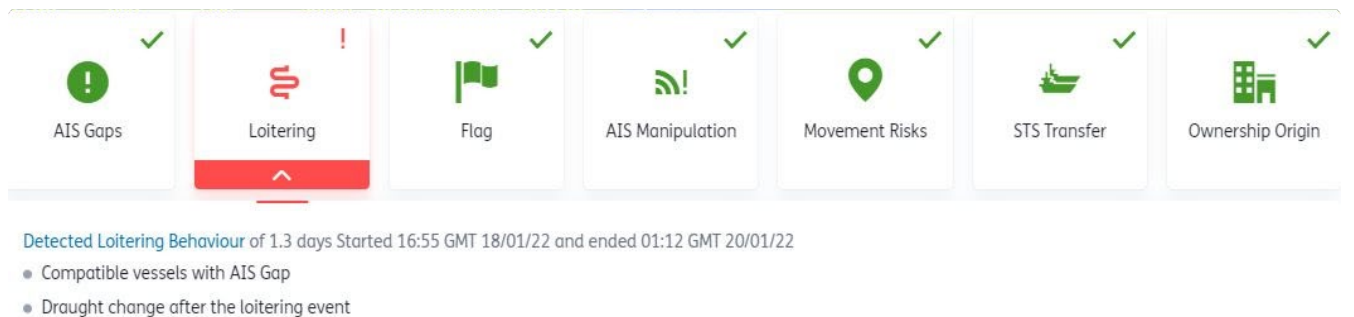 AIS Gaps
Loitering
Flag
AIS Manipulation
Movement Risks
STS Transfer
Ownership Origin
Detected Loitering Behaviour of 1.3 days Started 16:55 GMT 18/01/22 and ended 01:12 GMT 20/01/22
Compatible vessels with AIS Gap
Draught change after the loitering event